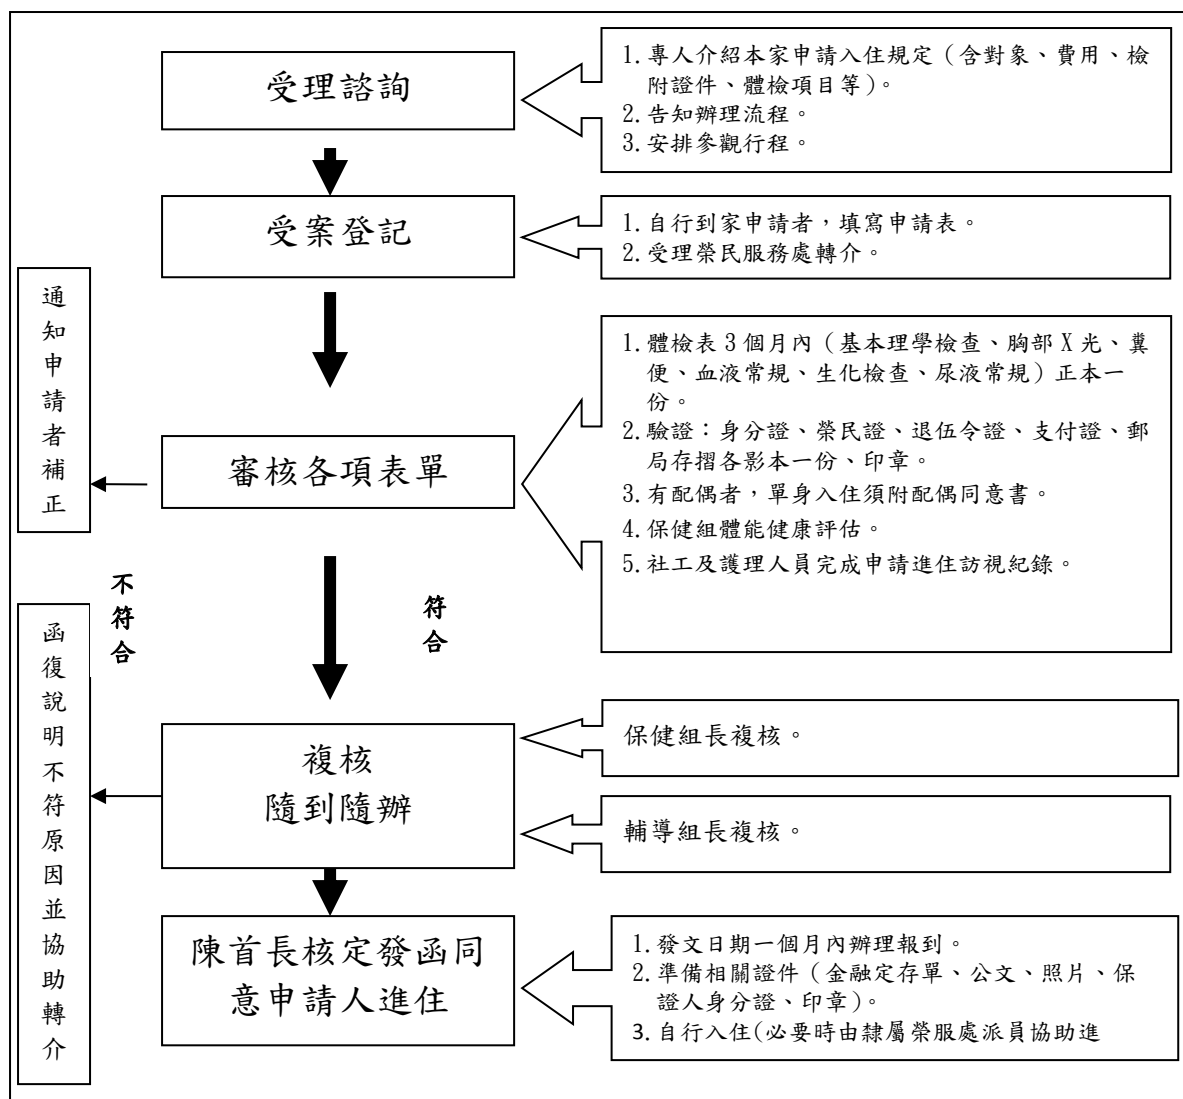 受理諮詢
1.專人介紹本家申請入住規定（含對象、費用、檢
附證件、體檢項目等）。
2.告知辦理流程。
3.安排參觀行程。
受案登記
1.自行到家申請者，填寫申請表。
2.受理榮民服務處轉介。
通知申請者補正
審核各項表單
1.體檢表 3 個月內（基本理學檢查、胸部 X 光、糞
便、血液常規、生化檢查、尿液常規）正本一
份。
2.驗證：身分證、榮民證、退伍令證、支付證、郵
局存摺各影本一份、印章。
3.有配偶者，單身入住須附配偶同意書。
4.保健組體能健康評估。
5.社工及護理人員完成申請進住訪視紀錄。
不符合
符合
函復說明不符原因並協助轉介
複核
隨到隨辦
保健組長複核。
輔導組長複核。
陳首長核定發函同
意申請人進住
1.發文日期一個月內辦理報到。
2.準備相關證件（金融定存單、公文、照片、保
證人身分證、印章）。
3.自行入住(必要時由隸屬榮服處派員協助進